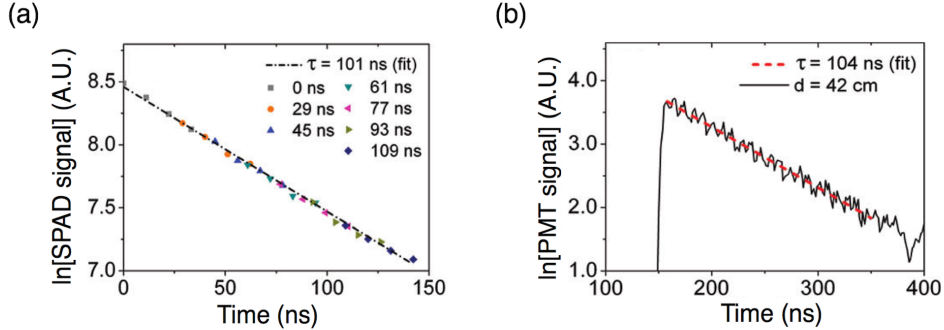 (a)
ln[SPAD signal] (A.U.)
8.5
8.0
7.5
7.0
τ = 101 ns (fit)
0 ns
29 ns
45 ns
61 ns
77 ns
93 ns
109 ns
0
50
100
150
Time (ns)
(b)
ln[PMT signal] (A.U.)
4.0
3.0
2.0
1.0
τ = 104 ns (fit)
d = 42 cm
100
200
300
400
Time (ns)